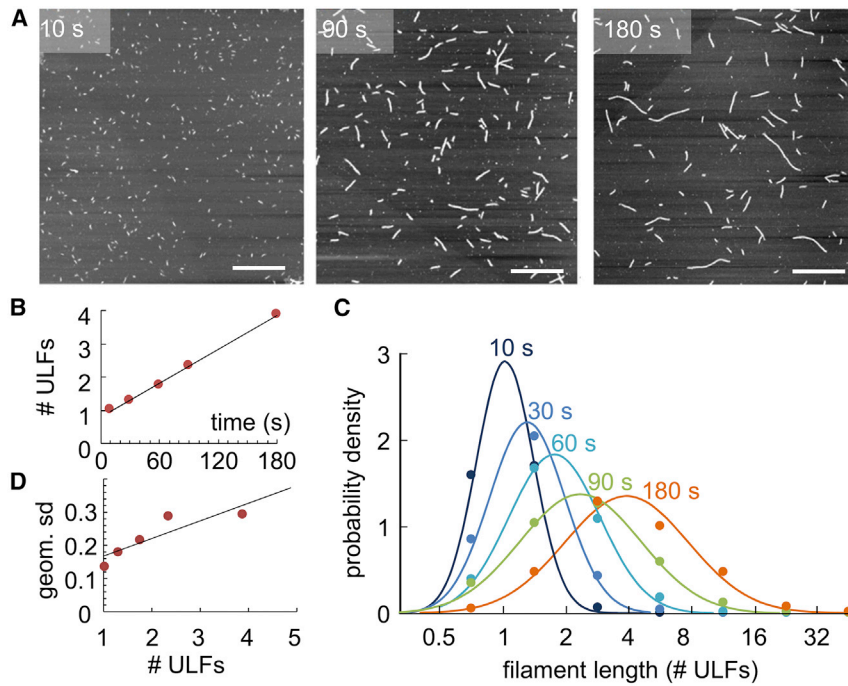 A
10 s
90 s
180 s
B
# ULFs
4
3
2
1
0
time (s)
0
60
120
180
D
geom. sd
0.3
0.2
0.1
0
1
2
3
4
5
# ULFs
C
probability density
3
2
1
0
10 s
30 s
60 s
90 s
180 s
0.5
1
2
4
8
16
32
filament length (# ULFs)